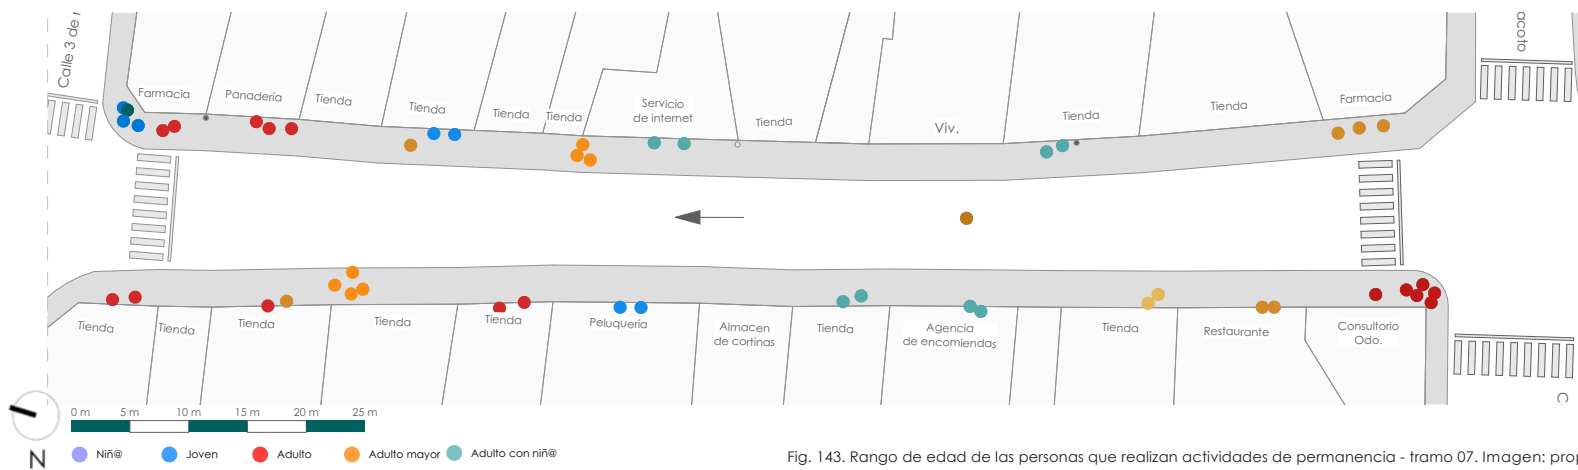 Calle 3 de
acoto
Farmacia
Panadería
Tienda
Tienda
Tienda
Tienda
Servicio
de internet
Tienda
Viv.
Tienda
Tienda
Farmacia
Tienda
Tienda
Tienda
Tienda
Tienda
Peluquería
Almacen
de cortinas
Tienda
Agencia
de encomiendas
Tienda
Restaurante
Consultorio
Odo.
C
0 m 5 m 10 m 15 m 20 m 25 m
N
Niñ@ Joven Adulto Adulto mayor Adulto con niñ@
Fig. 143. Rango de edad de las personas que realizan actividades de permanencia - tramo 07. Imagen: